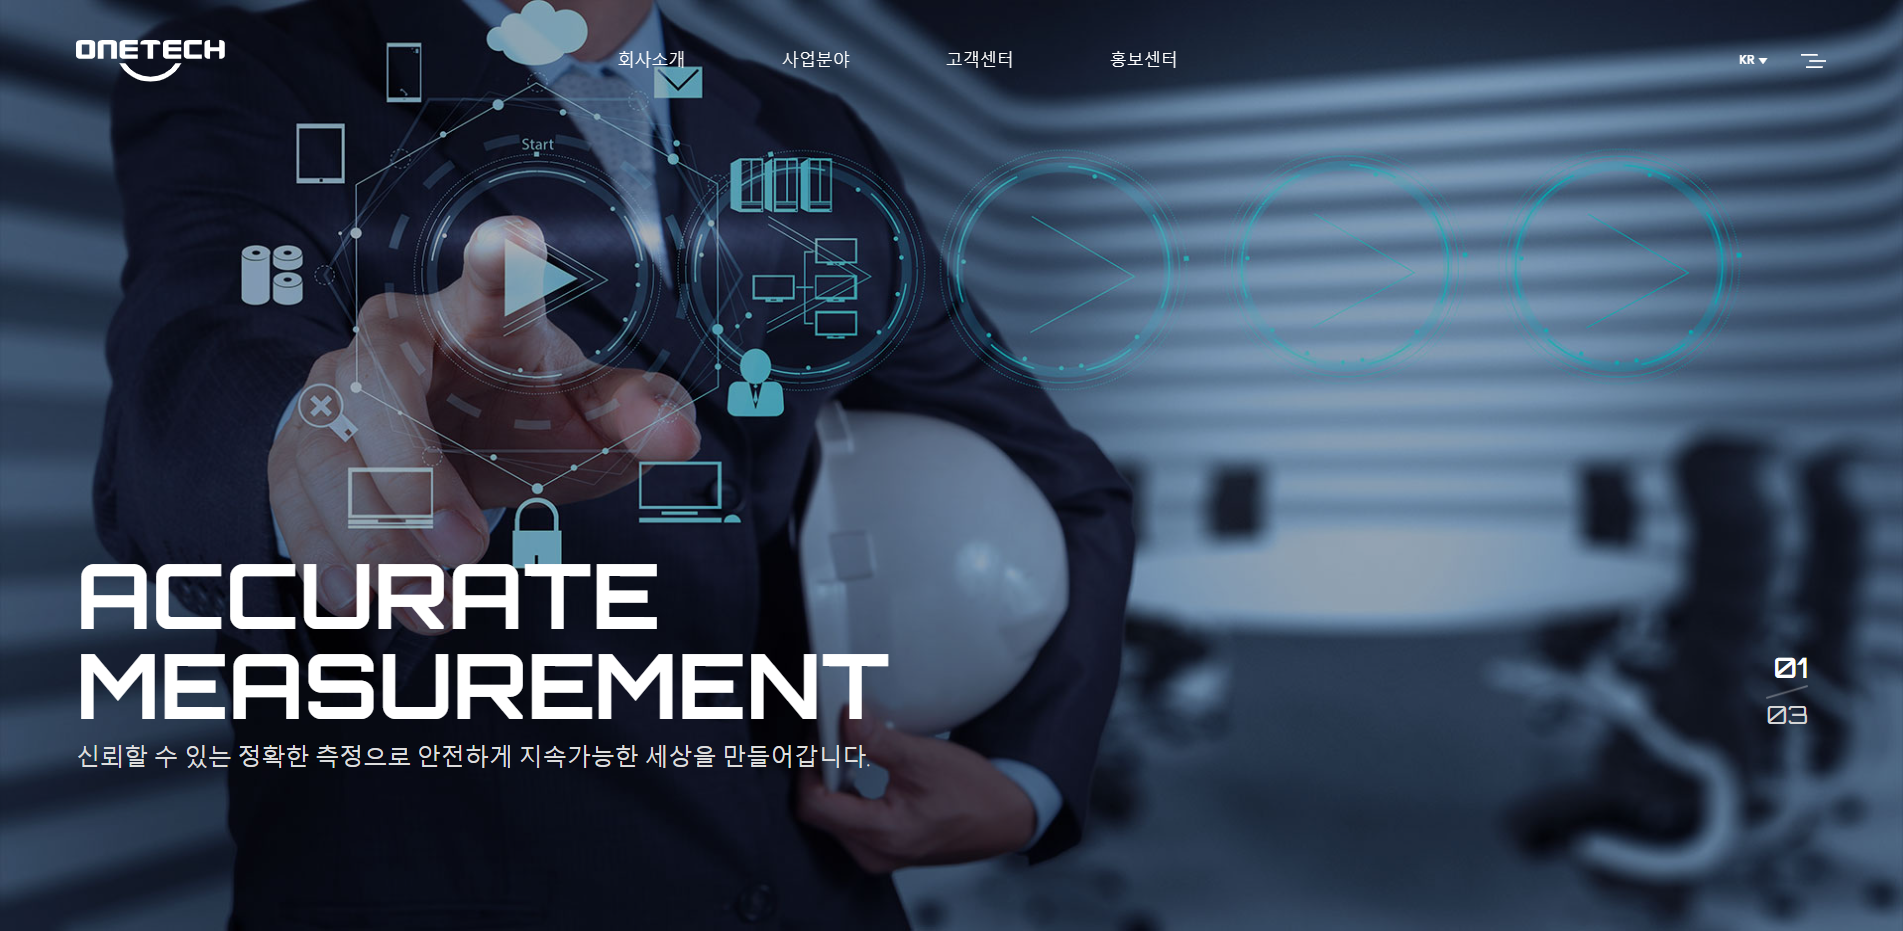 ONETECH
회사소개
사업분야
고객센터
홍보센터
KR
Start
ACCURATE
MEASUREMENT
신뢰할 수 있는 정확한 측정으로 안전하게 지속가능한 세상을 만들어갑니다.
01
03